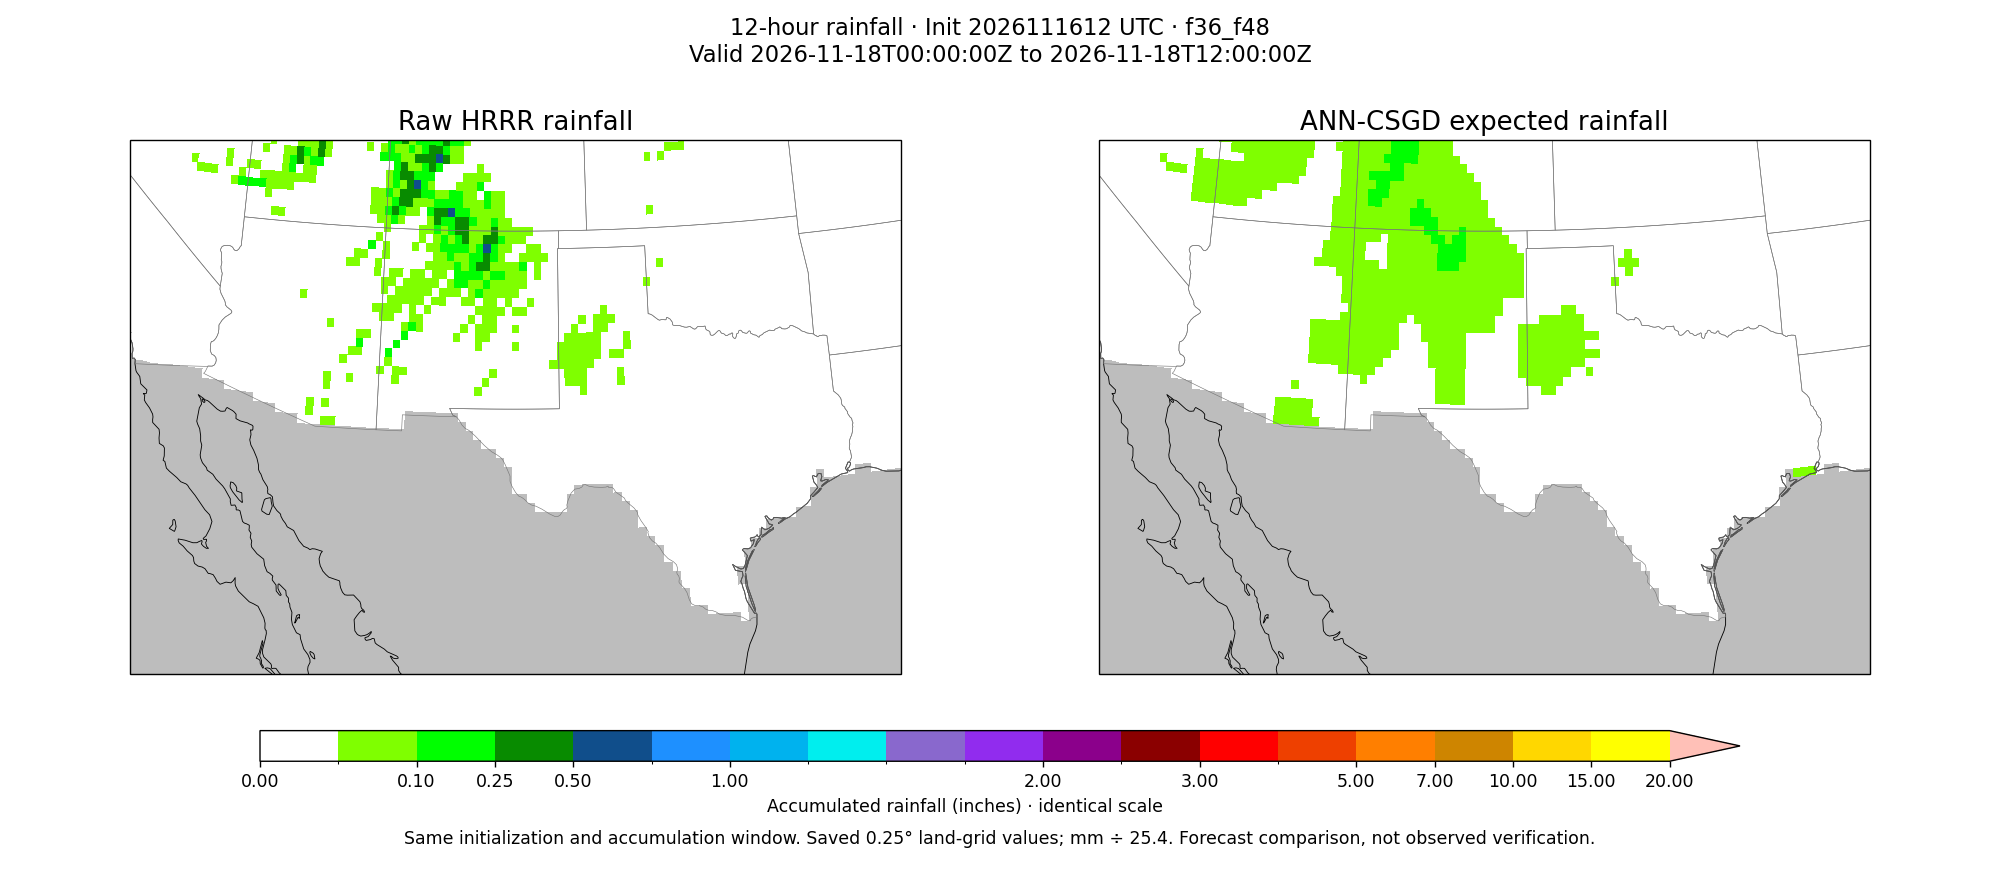 12-hour rainfall · Init 2026111612 UTC · f36_f48
Valid 2026-11-18T00:00:00Z to 2026-11-18T12:00:00Z
Raw HRRR rainfall
ANN-CSGD expected rainfall
0.00 0.10 0.25 0.50 1.00 2.00 3.00 5.00 7.00 10.00 15.00 20.00
Accumulated rainfall (inches) · identical scale
Same initialization and accumulation window. Saved 0.25° land-grid values; mm ÷ 25.4. Forecast comparison, not observed verification.